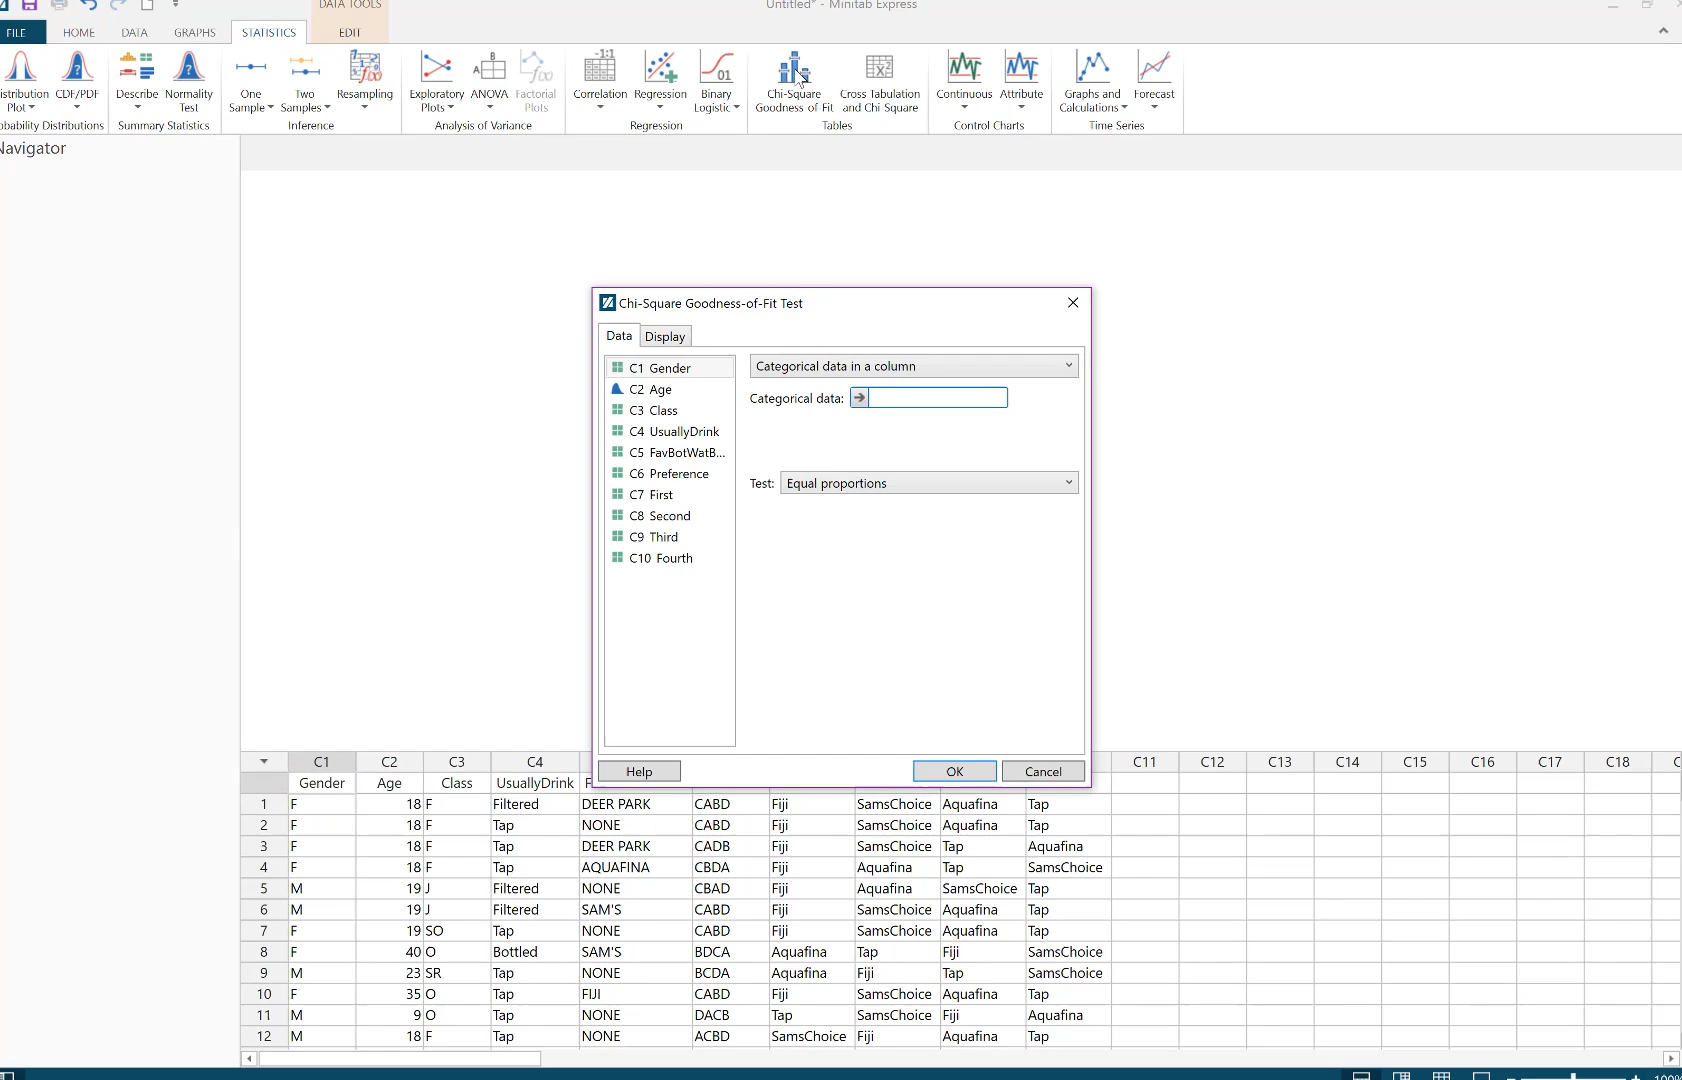 DATA TOOLS
Untitled* - Minitab Express
FILE HOME DATA GRAPHS STATISTICS EDIT
istribution Plot CDF/PDF Describe Normality Test One Sample Two Samples Resampling Exploratory Plots ANOVA Factorial Plots Correlation Regression Binary Logistic Chi-Square Goodness of Fit Cross Tabulation and Chi Square Continuous Attribute Graphs and Calculations Forecast
obability Distributions Summary Statistics Inference Analysis of Variance Regression Tables Control Charts Time Series
Navigator
Chi-Square Goodness-of-Fit Test
Data Display
C1 Gender
C2 Age
C3 Class
C4 UsuallyDrink
C5 FavBotWatB...
C6 Preference
C7 First
C8 Second
C9 Third
C10 Fourth
Categorical data in a column
Categorical data:
Test: Equal proportions
Help OK Cancel
C1 C2 C3 C4 C11 C12 C13 C14 C15 C16 C17 C18
Gender Age Class UsuallyDrink
1 F 18 F Filtered DEER PARK CABD Fiji SamsChoice Aquafina Tap
2 F 18 F Tap NONE CABD Fiji SamsChoice Aquafina Tap
3 F 18 F Tap DEER PARK CADB Fiji SamsChoice Tap Aquafina
4 F 18 F Tap AQUAFINA CBDA Fiji Aquafina Tap SamsChoice
5 M 19 J Filtered NONE CBAD Fiji Aquafina SamsChoice Tap
6 M 19 J Filtered SAM'S CABD Fiji SamsChoice Aquafina Tap
7 F 19 SO Tap NONE CABD Fiji SamsChoice Aquafina Tap
8 F 40 O Bottled SAM'S BDCA Aquafina Tap Fiji SamsChoice
9 M 23 SR Tap NONE BCDA Aquafina Fiji Tap SamsChoice
10 F 35 O Tap FIJI CABD Fiji SamsChoice Aquafina Tap
11 M 9 O Tap NONE DACB Tap SamsChoice Fiji Aquafina
12 M 18 F Tap NONE ACBD SamsChoice Fiji Aquafina Tap